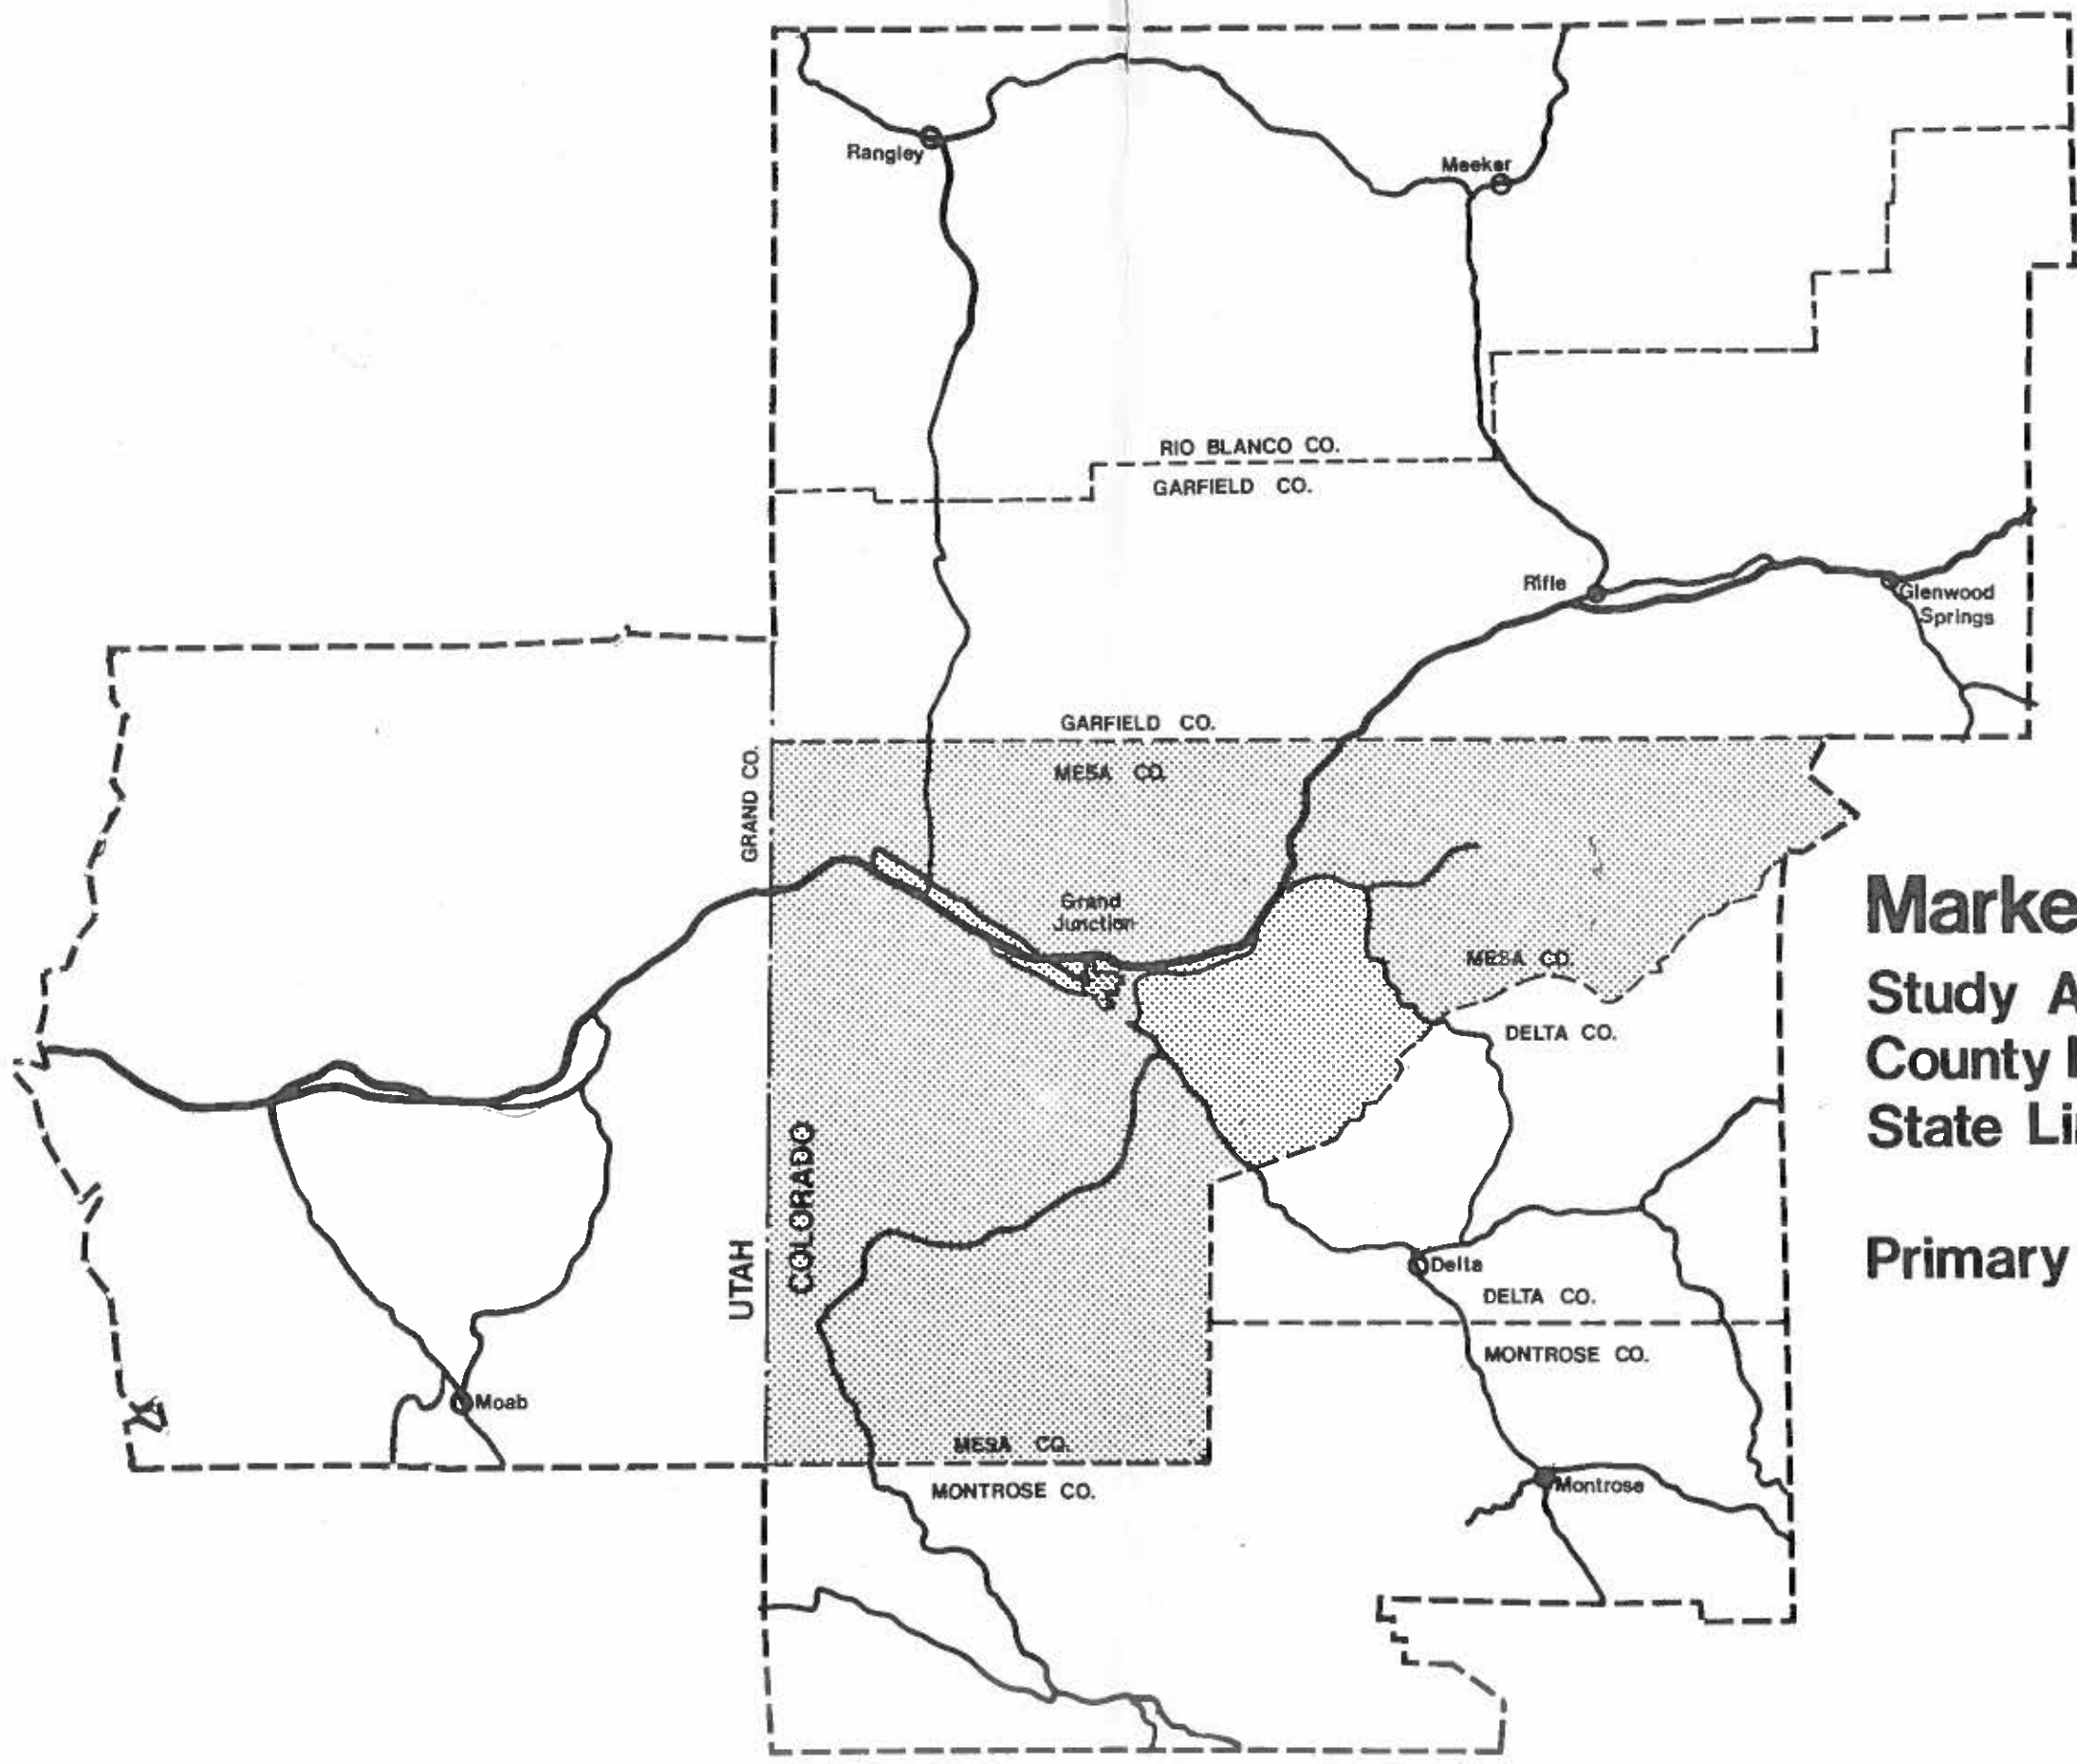 Rangley
Meeker
RIO BLANCO CO.
GARFIELD CO.
Rifle
Glenwood
Springs
GARFIELD CO.
MESA CO.
GRAND CO.
Grand
Junction
MESA CO.
DELTA CO.
UTAH
COLORADO
Delta
DELTA CO.
MONTROSE CO.
Moab
MESA CO.
MONTROSE CO.
Montrose
Marke
Study A
County
State Li
Primary